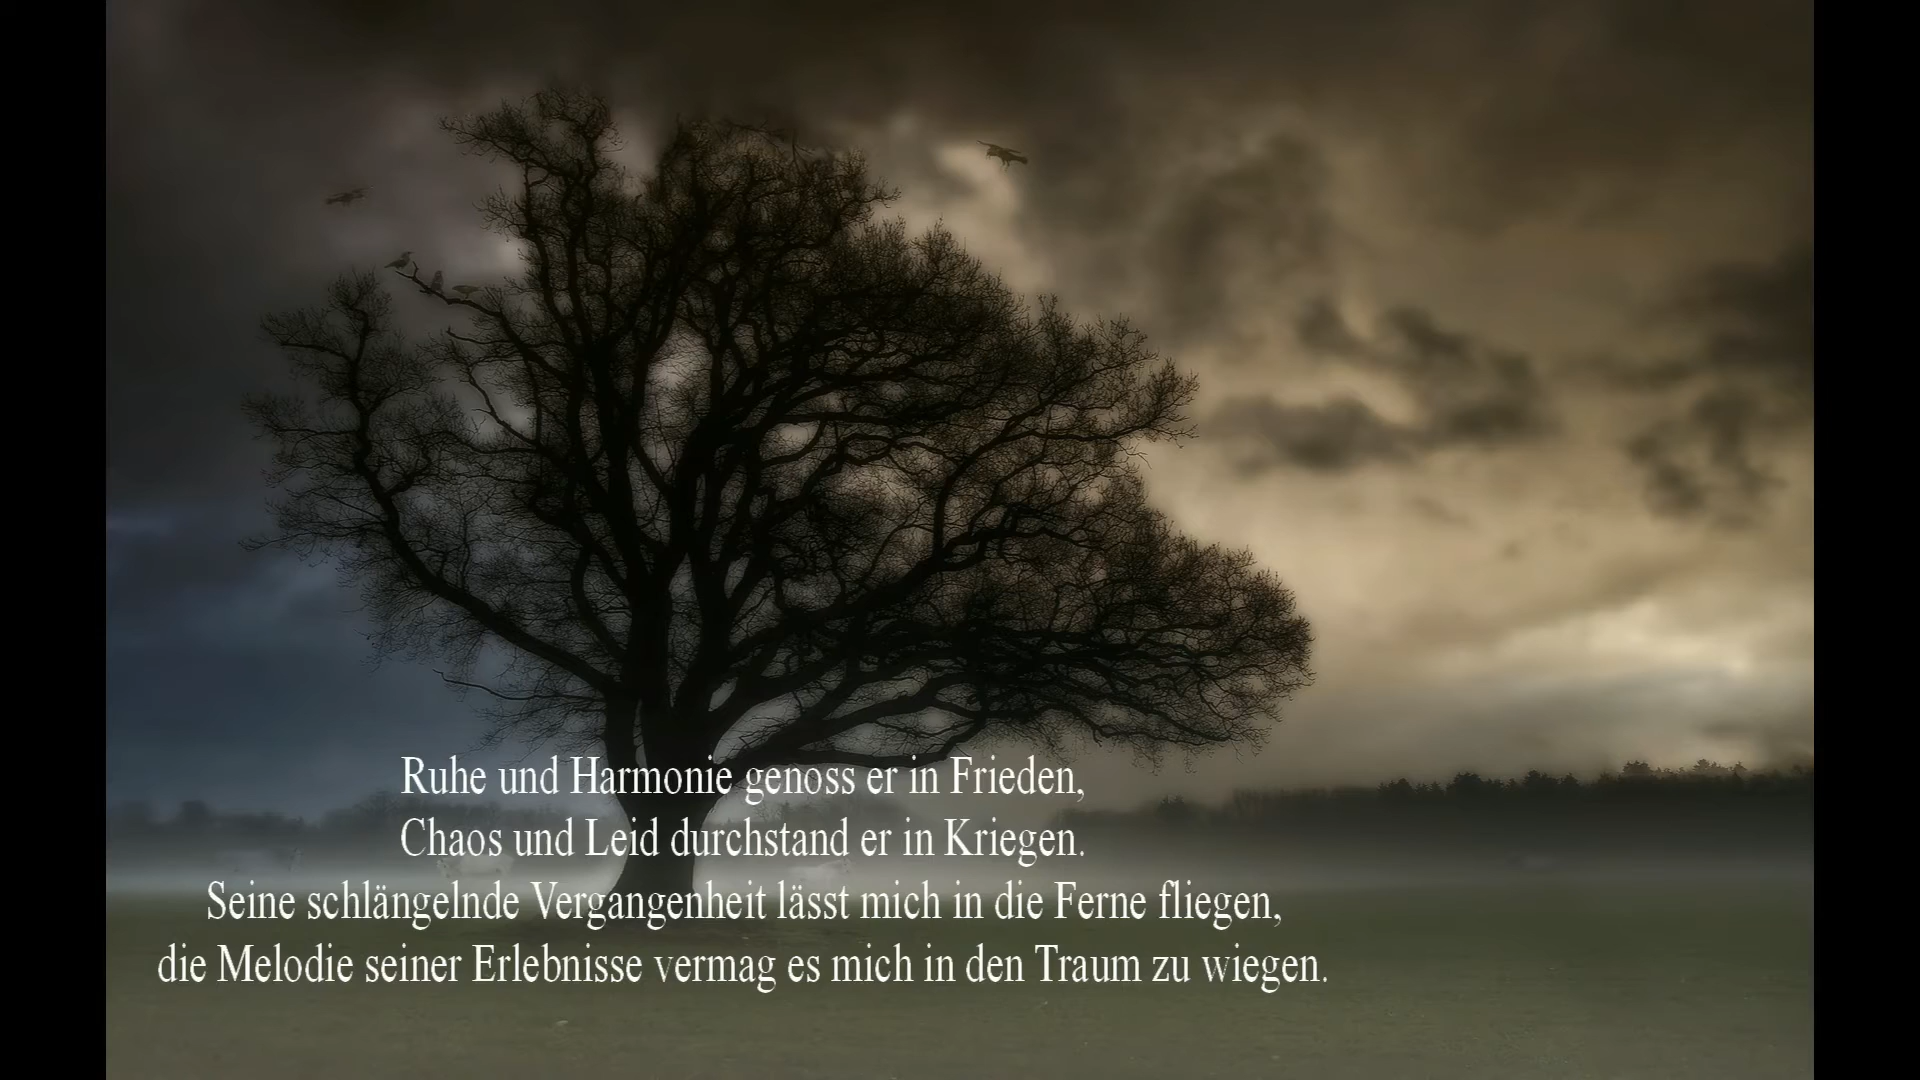 Ruhe und Harmonie genoss er in Frieden,
Chaos und Leid durchstand er in Kriegen.
Seine schlängelnde Vergangenheit lässt mich in die Ferne fliegen,
die Melodie seiner Erlebnisse vermag es mich in den Traum zu wiegen.